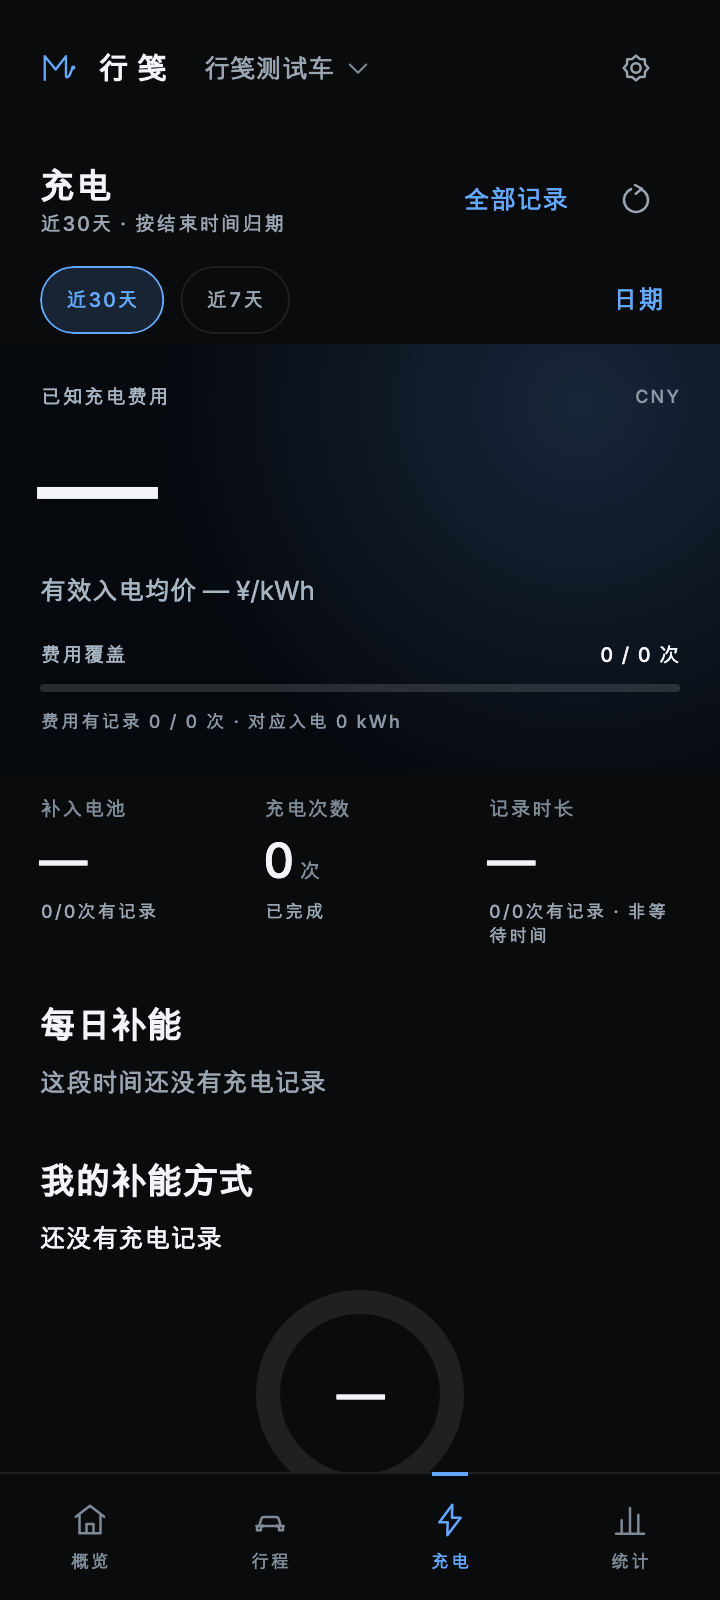 行笺 行笺测试车
充电 全部记录
近30天 · 按结束时间归期
近30天 近7天 日期
已知充电费用 CNY
—
有效入电均价 — ¥/kWh
费用覆盖 0 / 0 次
费用有记录 0 / 0 次 · 对应入电 0 kWh
补入电池 充电次数 记录时长
— 0 次 —
0/0次有记录 已完成 0/0次有记录 · 非等
待时间
每日补能
这段时间还没有充电记录
我的补能方式
还没有充电记录
—
概览 行程 充电 统计